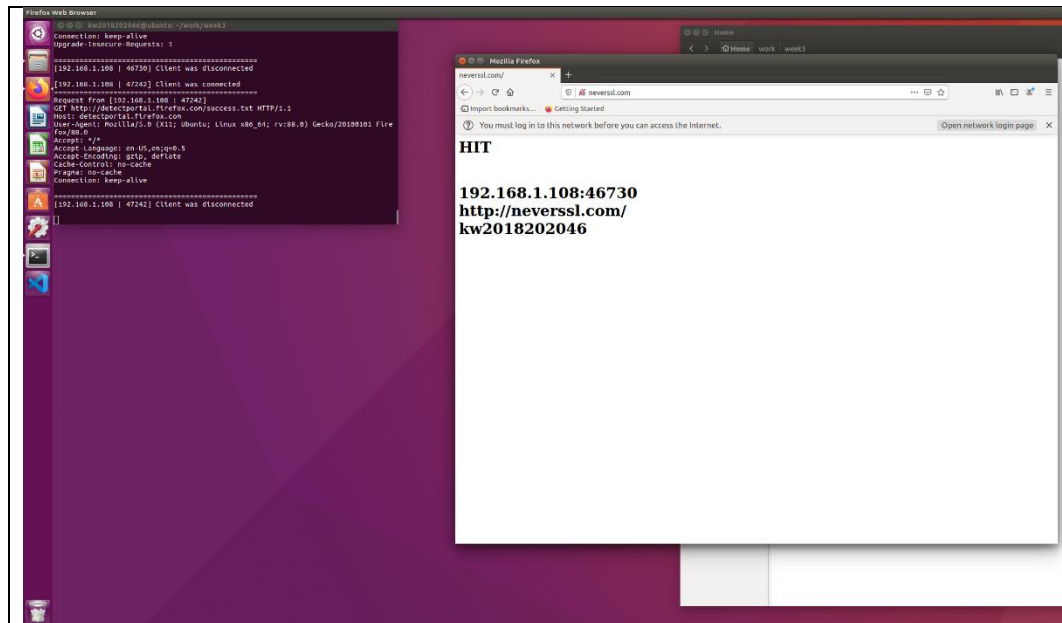 Firefox Web Browser
kw2018202046@ubuntu: ~/work/week3
Connection: keep-alive
Upgrade-Insecure-Requests: 1
================================================
[192.168.1.108 | 46730] Client was disconnected
[192.168.1.108 | 47242] Client was connected
================================================
Request from [192.168.1.108 : 47242]
GET http://detectportal.firefox.com/success.txt HTTP/1.1
Host: detectportal.firefox.com
User-Agent: Mozilla/5.0 (X11; Ubuntu; Linux x86_64; rv:88.0) Gecko/20100101 Fire
fox/88.0
Accept: */*
Accept-Language: en-US,en;q=0.5
Accept-Encoding: gzip, deflate
Cache-Control: no-cache
Pragma: no-cache
Connection: keep-alive
================================================
[192.168.1.108 | 47242] Client was disconnected
Home
Home work week3
Mozilla Firefox
neverssl.com/
neverssl.com
Import bookmarks... Getting Started
You must log in to this network before you can access the Internet.
Open network login page
HIT
192.168.1.108:46730
http://neverssl.com/
kw2018202046